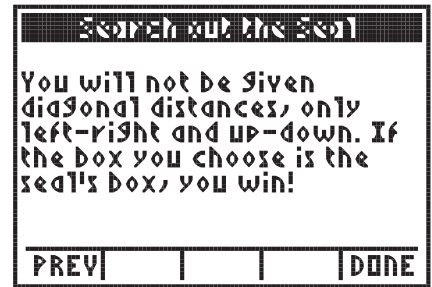 Search out the Seal
You will not be given
diagonal distances, only
left-right and up-down. If
the box you choose is the
seal's box, you win!
PREV DONE